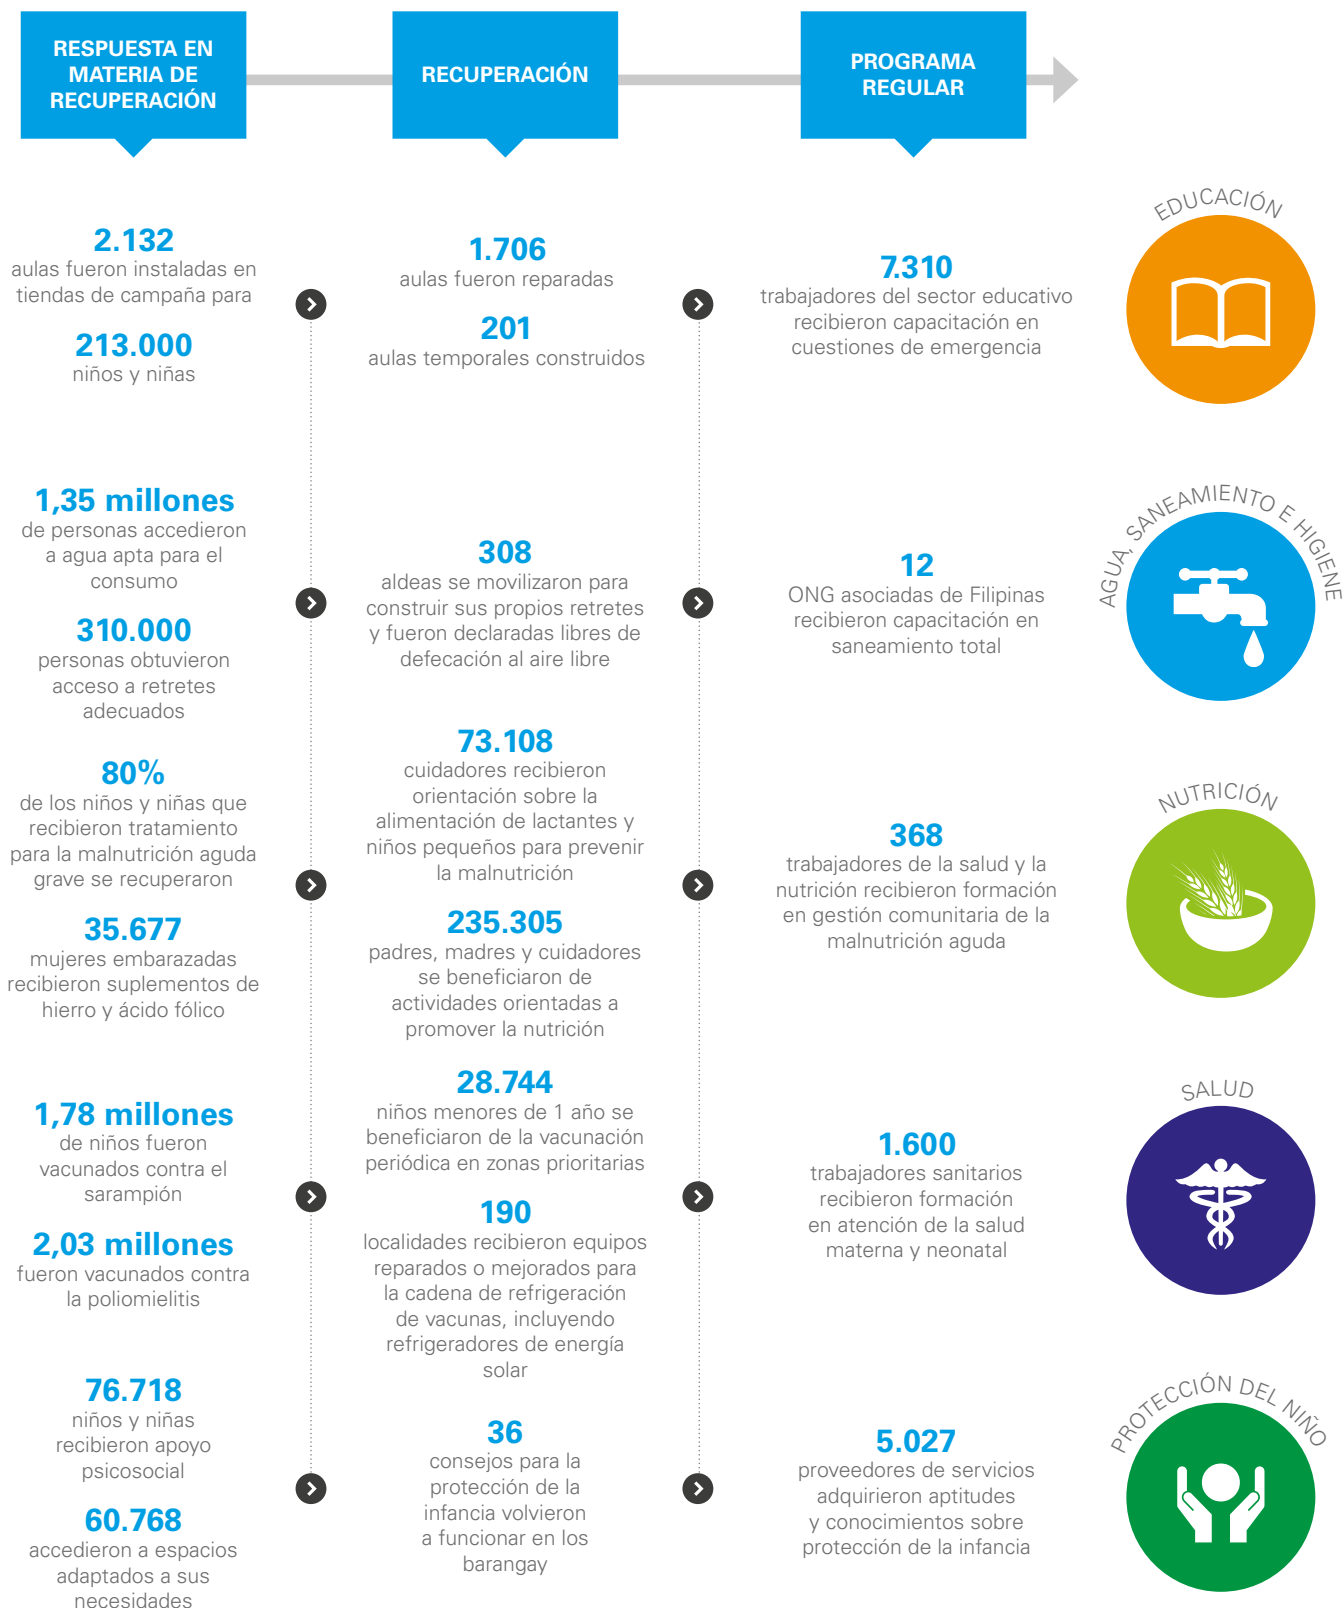 RESPUESTA EN
MATERIA DE
RECUPERACIÓN
RECUPERACIÓN
PROGRAMA
REGULAR
EDUCACIÓN
2.132
aulas fueron instaladas en
tiendas de campaña para
213.000
niños y niñas
1.706
aulas fueron reparadas
201
aulas temporales construidos
7.310
trabajadores del sector educativo
recibieron capacitación en
cuestiones de emergencia
AGUA, SANEAMIENTO E HIGIENE
1,35 millones
de personas accedieron
a agua apta para el
consumo
310.000
personas obtuvieron
acceso a retretes
adecuados
308
aldeas se movilizaron para
construir sus propios retretes
y fueron declaradas libres de
defecación al aire libre
12
ONG asociadas de Filipinas
recibieron capacitación en
saneamiento total
NUTRICIÓN
80%
de los niños y niñas que
recibieron tratamiento
para la malnutrición aguda
grave se recuperaron
35.677
mujeres embarazadas
recibieron suplementos de
hierro y ácido fólico
73.108
cuidadores recibieron
orientación sobre la
alimentación de lactantes y
niños pequeños para prevenir
la malnutrición
235.305
padres, madres y cuidadores
se beneficiaron de
actividades orientadas a
promover la nutrición
368
trabajadores de la salud y la
nutrición recibieron formación
en gestión comunitaria de la
malnutrición aguda
SALUD
1,78 millones
de niños fueron
vacunados contra el
sarampión
2,03 millones
fueron vacunados contra
la poliomielitis
28.744
niños menores de 1 año se
beneficiaron de la vacunación
periódica en zonas prioritarias
190
localidades recibieron equipos
reparados o mejorados para
la cadena de refrigeración
de vacunas, incluyendo
refrigeradores de energía
solar
1.600
trabajadores sanitarios
recibieron formación
en atención de la salud
materna y neonatal
PROTECCIÓN DEL NIÑO
76.718
niños y niñas
recibieron apoyo
psicosocial
60.768
accedieron a espacios
adaptados a sus
necesidades
36
consejos para la
protección de la
infancia volvieron
a funcionar en los
barangay
5.027
proveedores de servicios
adquirieron aptitudes
y conocimientos sobre
protección de la infancia